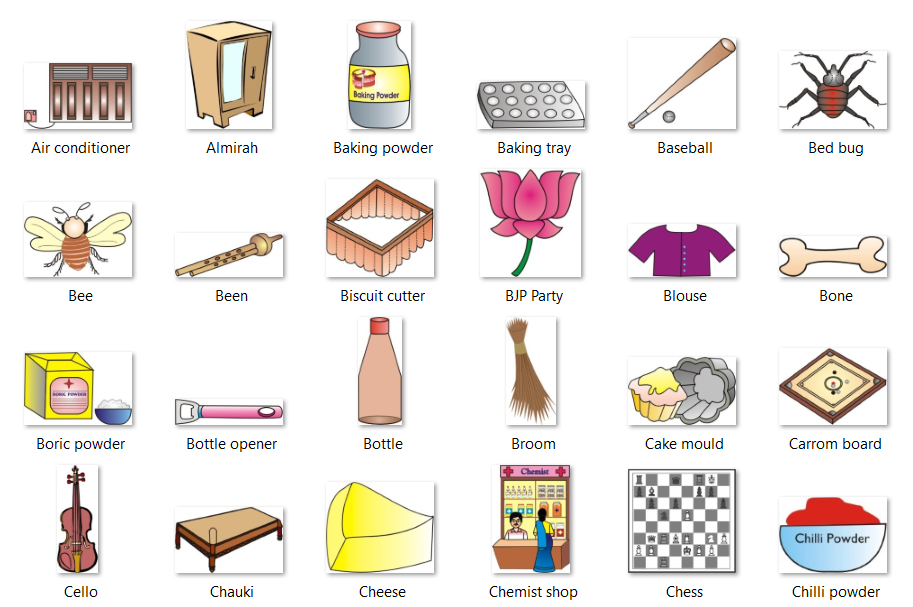 Baking Powder
Air conditioner
Almirah
Baking powder
Baking tray
Baseball
Bed bug
Bee
Been
Biscuit cutter
BJP Party
Blouse
Bone
BORIC POWDER
Boric powder
Bottle opener
Bottle
Broom
Cake mould
Carrom board
Chemist
Chilli Powder
Cello
Chauki
Cheese
Chemist shop
Chess
Chilli powder